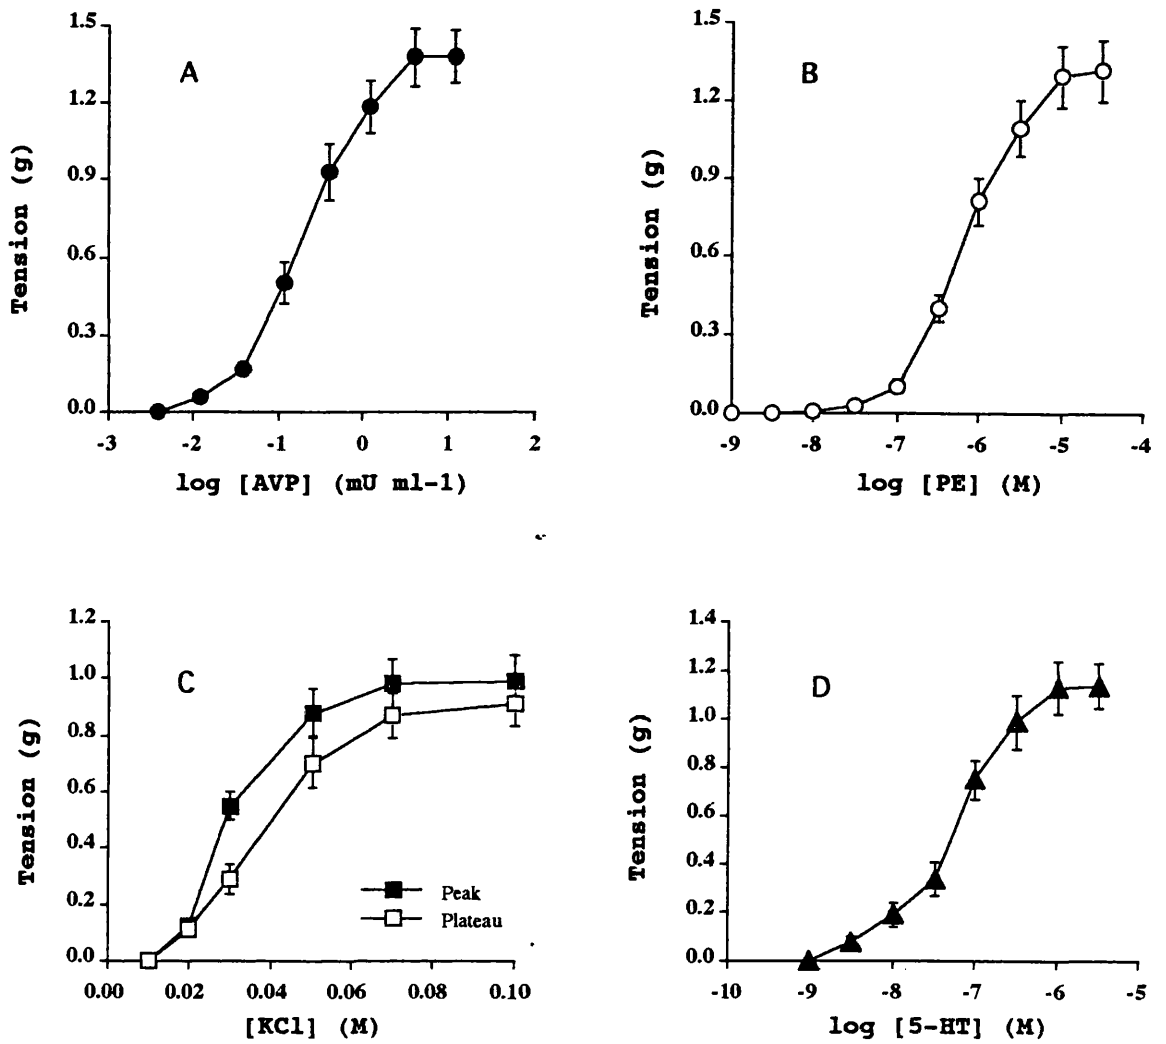 A
Tension (g)
1.5
1.2
0.9
0.6
0.3
0.0
-3 -2 -1 0 1 2
log [AVP] (mU ml-1)
B
Tension (g)
1.5
1.2
0.9
0.6
0.3
0.0
-9 -8 -7 -6 -5 -4
log [PE] (M)
C
Tension (g)
1.2
1.0
0.8
0.6
0.4
0.2
0.0
Peak
Plateau
0.00 0.02 0.04 0.06 0.08 0.10
[KCl] (M)
D
Tension (g)
1.4
1.2
1.0
0.8
0.6
0.4
0.2
0.0
-10 -9 -8 -7 -6 -5
log [5-HT] (M)